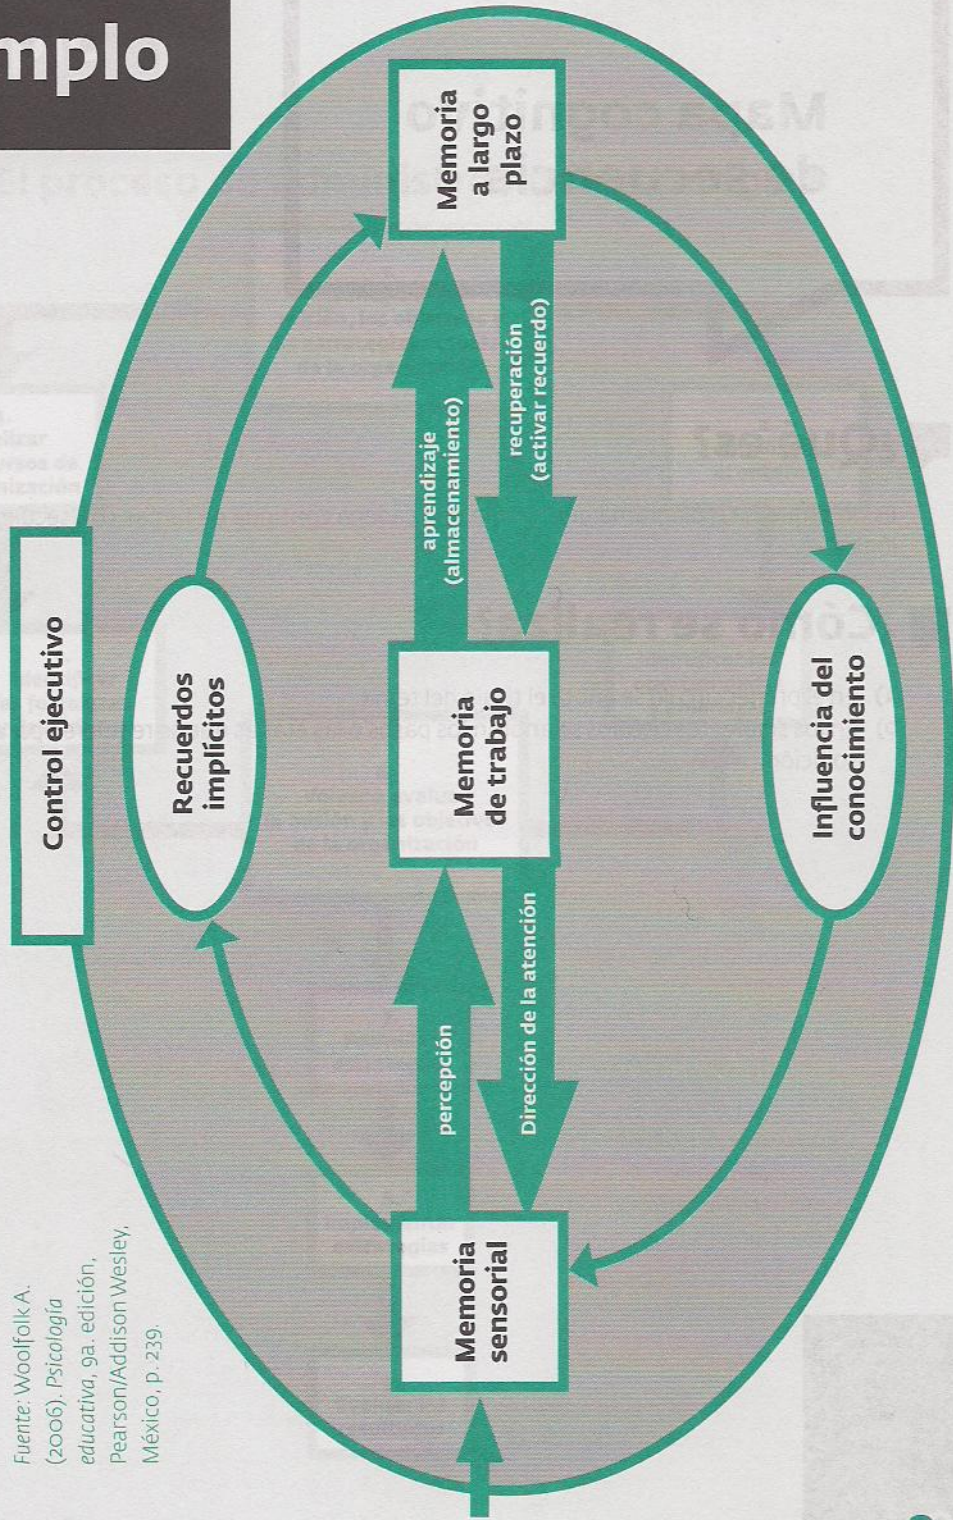 mplo
Control ejecutivo
Recuerdos
implícitos
Memoria
sensorial
percepción
Dirección de la atención
Memoria
de trabajo
aprendizaje
(almacenamiento)
recuperación
(activar recuerdo)
Memoria
a largo
plazo
Influencia del
conocimiento
Fuente: Woolfolk A.
(2006). Psicología
educativa, 9a. edición,
Pearson/Addison Wesley,
México, p. 239.